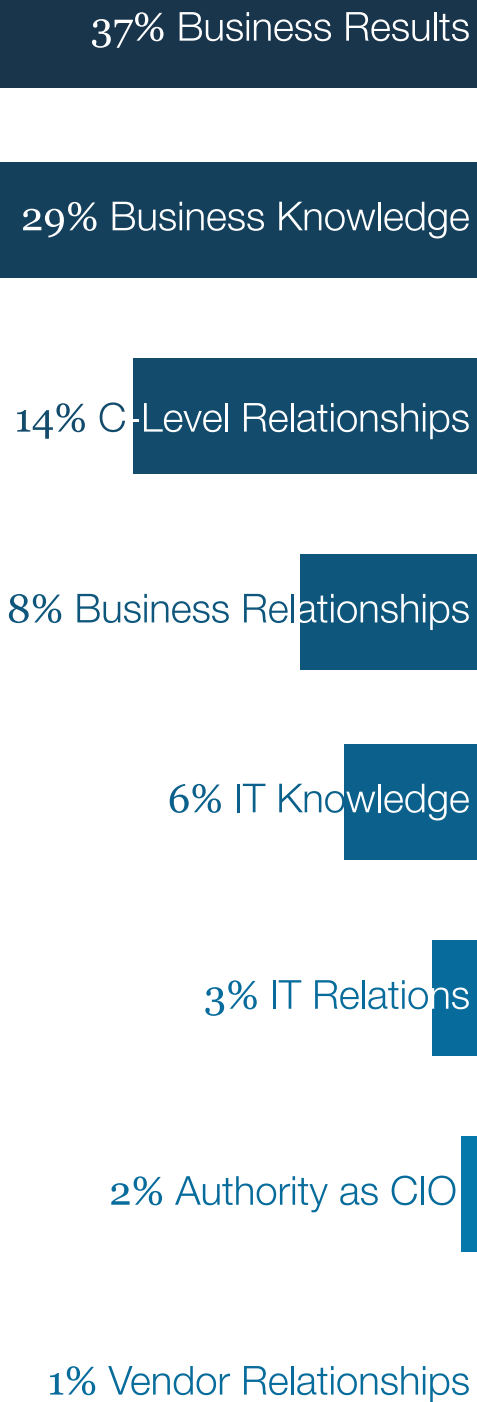 37% Business Results
29% Business Knowledge
14% C-Level Relationships
8% Business Relationships
6% IT Knowledge
3% IT Relations
2% Authority as CIO
1% Vendor Relationships